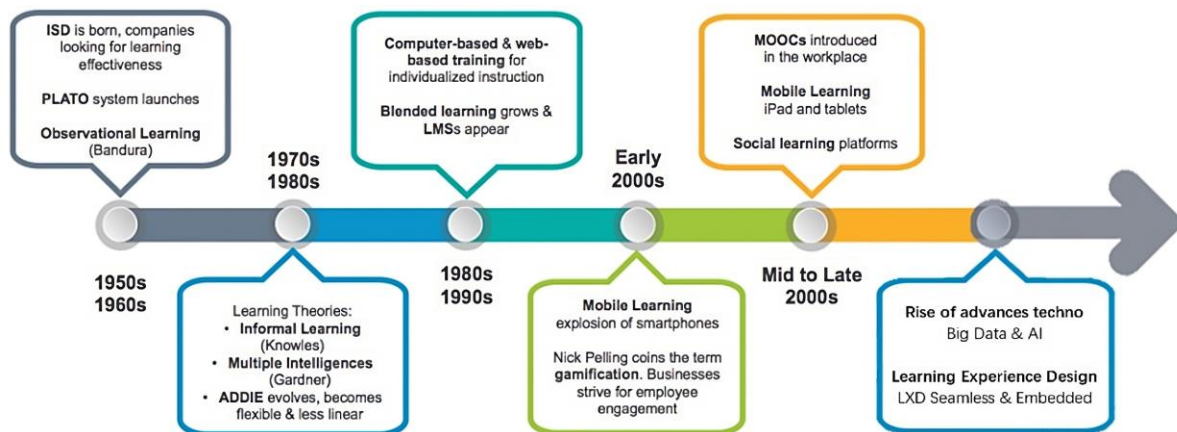 ISD is born, companies
looking for learning
effectiveness
PLATO system launches
Observational Learning
(Bandura)
1950s
1960s
1970s
1980s
Learning Theories:
• Informal Learning
(Knowles)
• Multiple Intelligences
(Gardner)
• ADDIE evolves, becomes
flexible & less linear
Computer-based & web-
based training for
individualized instruction
Blended learning grows &
LMSs appear
1980s
1990s
Early
2000s
Mobile Learning
explosion of smartphones
Nick Pelling coins the term
gamification. Businesses
strive for employee
engagement
MOOCs introduced
in the workplace
Mobile Learning
iPad and tablets
Social learning platforms
Mid to Late
2000s
Rise of advances techno
Big Data & AI
Learning Experience Design
LXD Seamless & Embedded